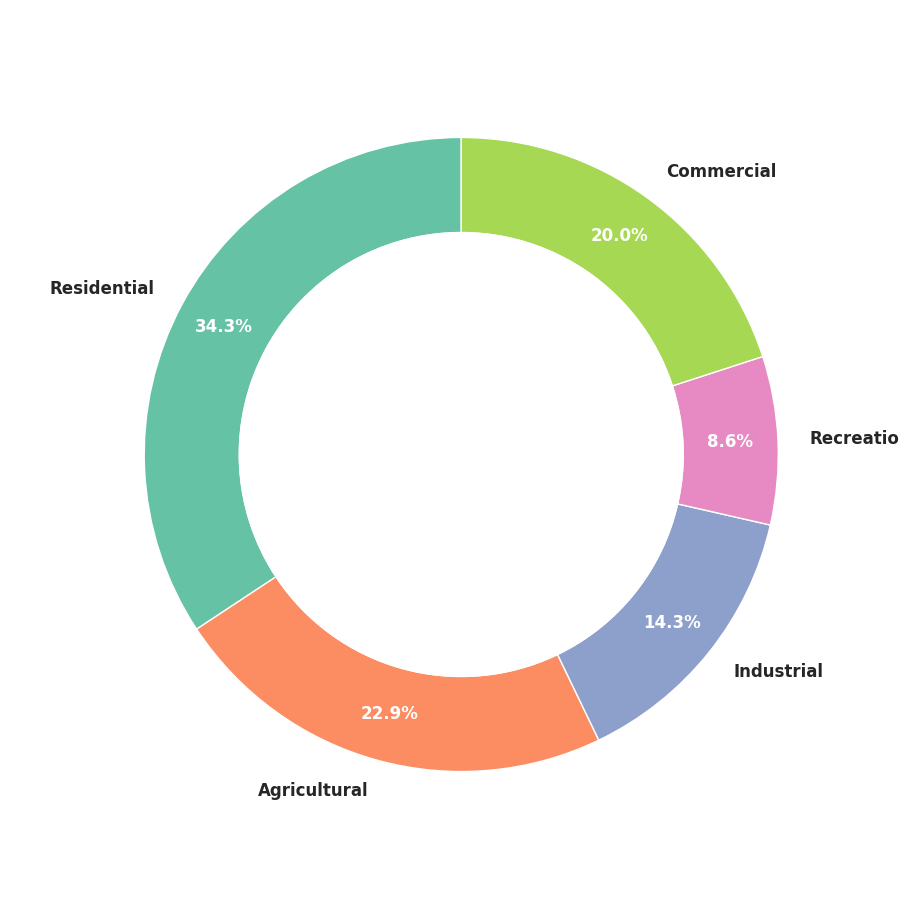 Commercial
20.0%
Residential
34.3%
Recreatio
8.6%
14.3%
Industrial
22.9%
Agricultural